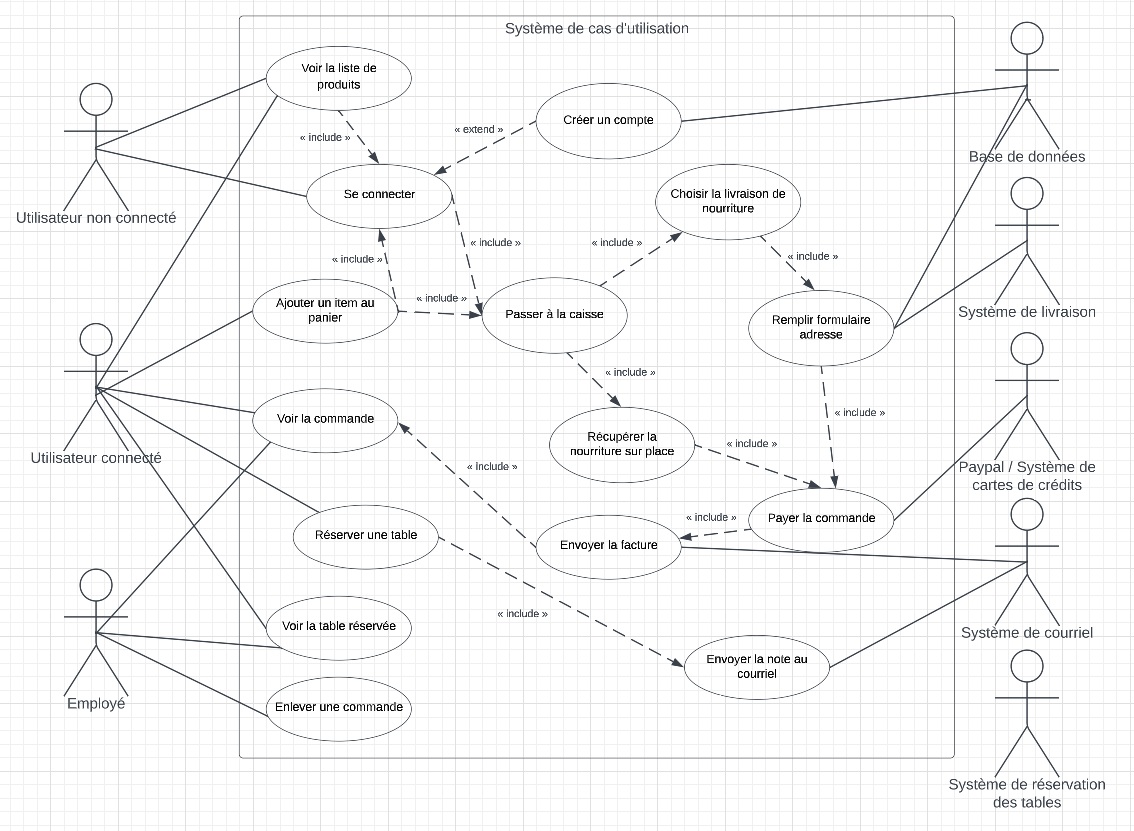 Système de cas d'utilisation
Voir la liste de
produits
« include »
« extend »
Créer un compte
Base de données
Utilisateur non connecté
Se connecter
Choisir la livraison de
nourriture
« include »
« include »
« include »
« include »
« include »
Ajouter un item au
panier
Passer à la caisse
Remplir formulaire
adresse
Système de livraison
« include »
« include »
Voir la commande
Utilisateur connecté
Récupérer la
nourriture sur place
« include »
« include »
Paypal / Système de
cartes de crédits
« include »
Payer la commande
Réserver une table
Envoyer la facture
« include »
Voir la table réservée
Système de courriel
Envoyer la note au
courriel
Employé
Enlever une commande
Système de réservation
des tables